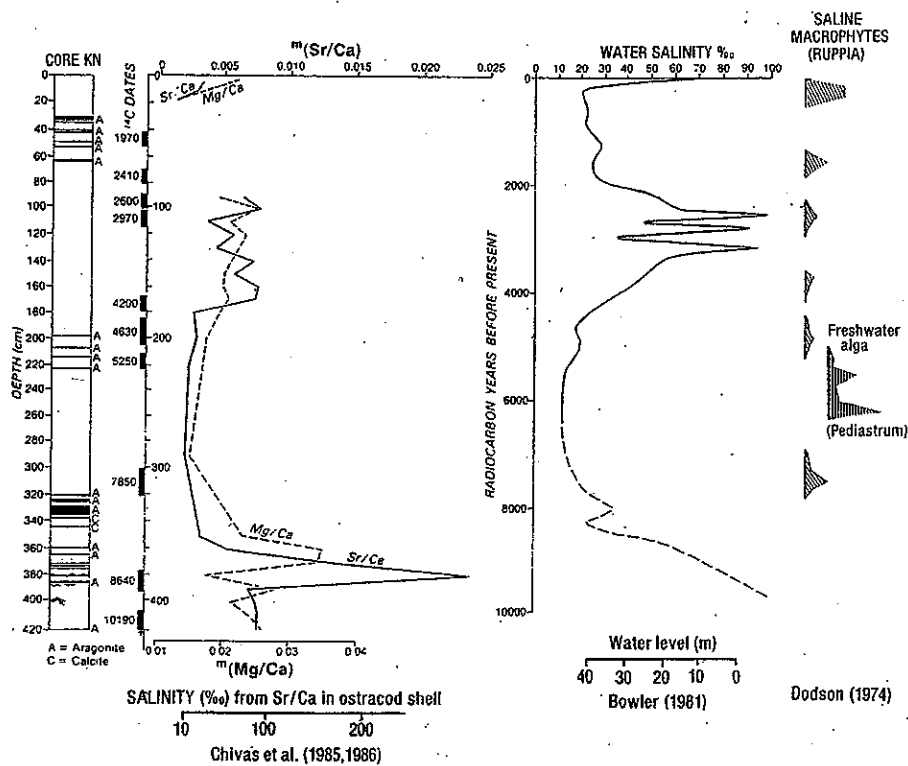 CORE KN
0
20
40
60
80
100
120
140
160
180
200
220
240
260
280
300
320
340
360
380
400
420
DEPTH (cm)
A
A
A
A
A
A
A
A
A
A
A
A
C
C
A
A
A
A
A = Aragonite
C = Calcite
14C DATES
1970
2410
2600
2970
4200
4630
5250
7850
8640
10190
m(Sr/Ca)
0
0.005
0.010
0.015
0.020
0.025
Sr/Ca
Mg/Ca
100
200
300
400
Mg/Ca
Sr/Ca
0.01
0.02
0.03
0.04
m(Mg/Ca)
SALINITY (‰) from Sr/Ca in ostracod shell
10
100
200
Chivas et al. (1985,1986)
WATER SALINITY ‰
0
10
20
30
40
50
60
70
80
100
2000
4000
6000
8000
10000
RADIOCARBON YEARS BEFORE PRESENT
Water level (m)
40
30
20
10
0
Bowler (1981)
SALINE
MACROPHYTES
(RUPPIA)
Freshwater
alga
(Pediastrum)
Dodson (1974)